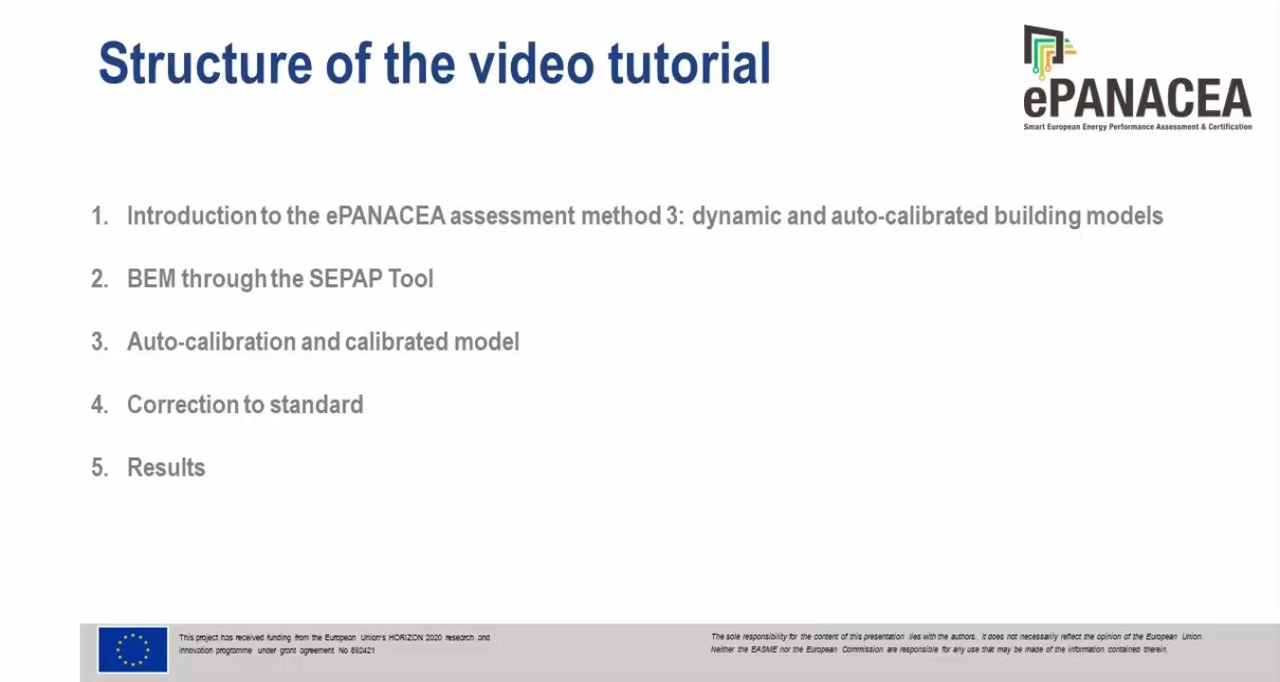 Structure of the video tutorial
ePANACEA
Smart European Energy Performance Assessment & Certification
1. Introduction to the ePANACEA assessment method 3: dynamic and auto-calibrated building models
2. BEM through the SEPAP Tool
3. Auto-calibration and calibrated model
4. Correction to standard
5. Results
This project has received funding from the European Union's HORIZON 2020 research and
innovation programme under grant agreement No 892421
The sole responsibility for the content of this presentation lies with the authors. It does not necessarily reflect the opinion of the European Union.
Neither the EASME nor the European Commission are responsible for any use that may be made of the information contained therein.